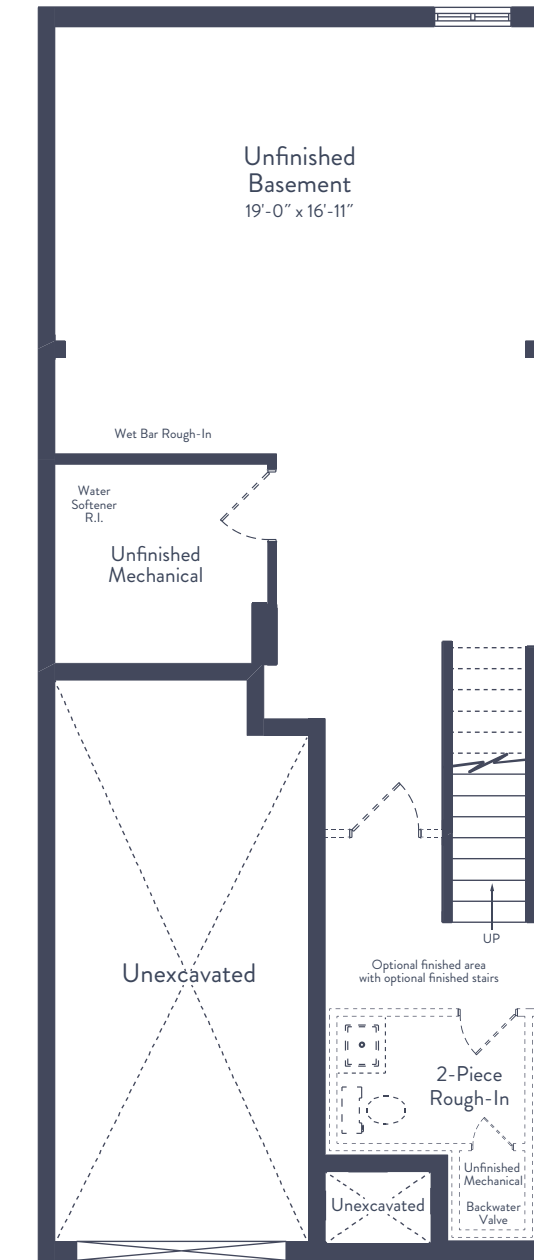 Unfinished
Basement
19'-0″ x 16'-11″
Wet Bar Rough-In
Water
Softener
R.I.
Unfinished
Mechanical
UP
Optional finished area
with optional finished stairs
Unexcavated
2-Piece
Rough-In
Unfinished
Mechanical
Backwater
Valve
Unexcavated